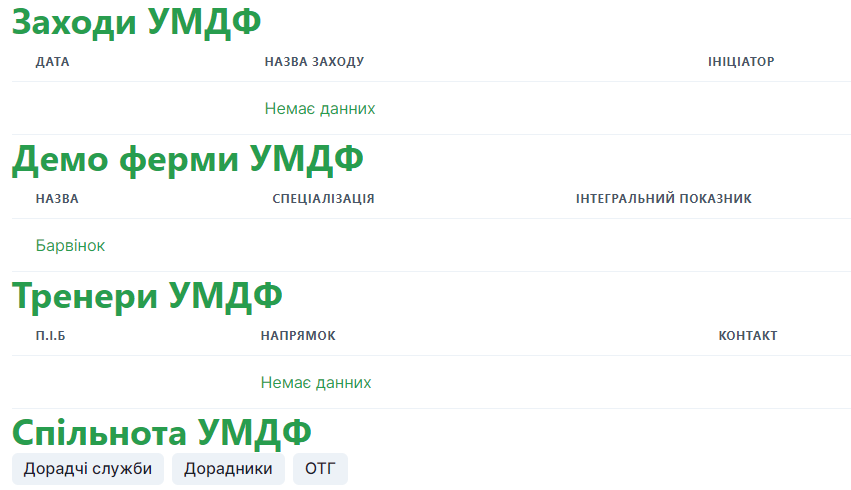 Заходи УМДФ
ДАТА НАЗВА ЗАХОДУ ІНІЦІАТОР
Немає данних
Демо ферми УМДФ
НАЗВА СПЕЦІАЛІЗАЦІЯ ІНТЕГРАЛЬНИЙ ПОКАЗНИК
Барвінок
Тренери УМДФ
П.І.Б НАПРЯМОК КОНТАКТ
Немає данних
Спільнота УМДФ
Дорадчі служби Дорадники ОТГ